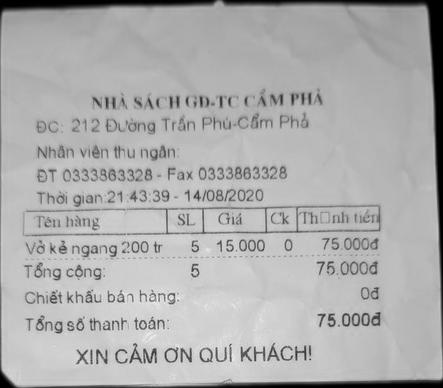 NHÀ SÁCH GD-TC CẨM PHẢ
ĐC: 212 Đường Trần Phú-Cẩm Phả
Nhân viên thu ngân:
ĐT 0333863328 - Fax 0333863328
Thời gian:21:43:39 - 14/08/2020
Tên hàng SL Giá Ck Th□nh tiền
Vở kẻ ngang 200 tr 5 15.000 0 75.000đ
Tổng cộng: 5 75.000đ
Chiết khấu bán hàng: 0đ
Tổng số thanh toán: 75.000đ
XIN CẢM ƠN QUÍ KHÁCH!